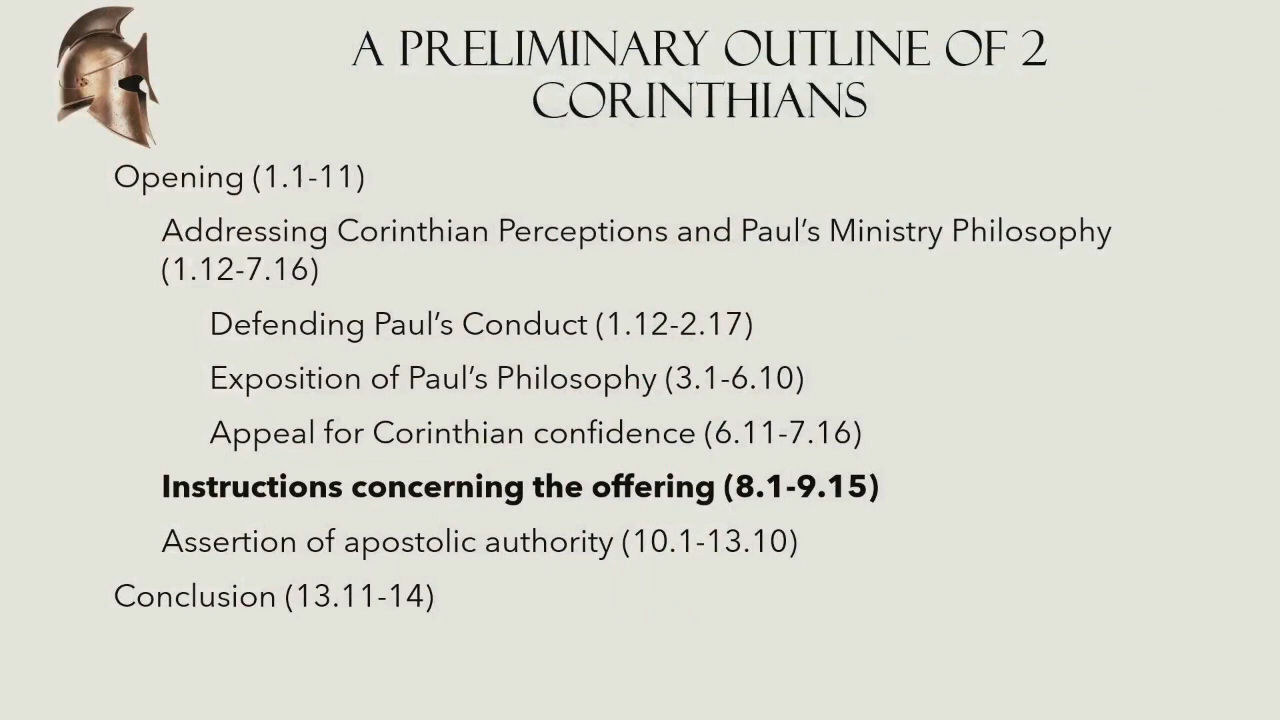 A PRELIMINARY OUTLINE OF 2
CORINTHIANS
Opening (1.1-11)
Addressing Corinthian Perceptions and Paul’s Ministry Philosophy
(1.12-7.16)
Defending Paul’s Conduct (1.12-2.17)
Exposition of Paul’s Philosophy (3.1-6.10)
Appeal for Corinthian confidence (6.11-7.16)
Instructions concerning the offering (8.1-9.15)
Assertion of apostolic authority (10.1-13.10)
Conclusion (13.11-14)